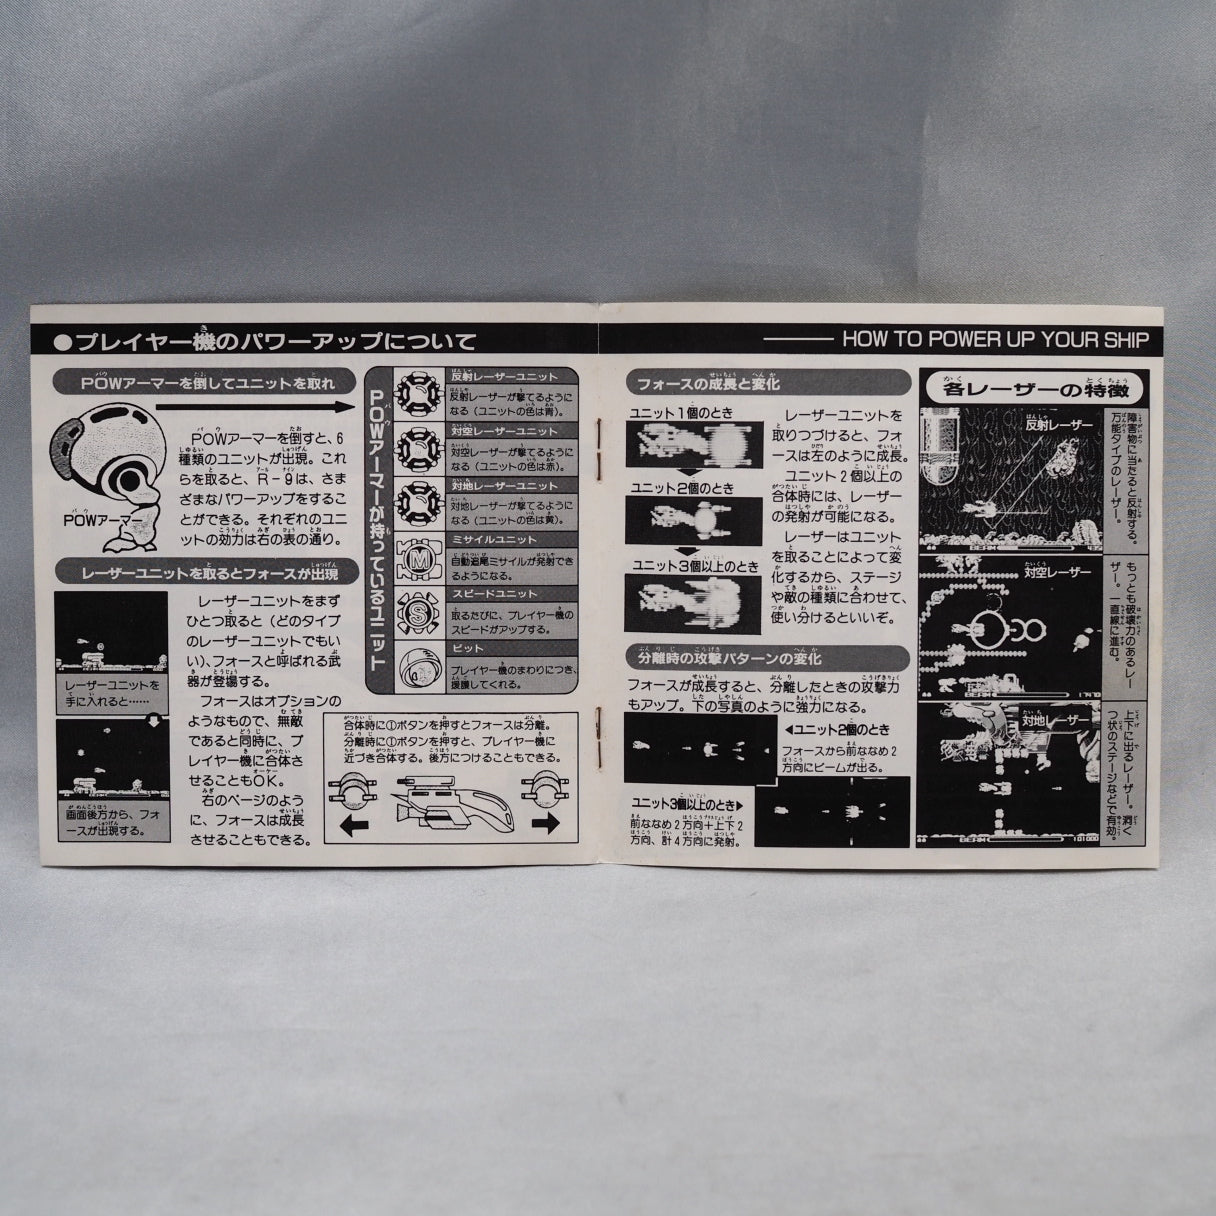 ●プレイヤー機のパワーアップについて
POWアーマーを倒してユニットを取れ
POWアーマーを倒すと、6
種類のユニットが出現。これ
らを取ると、R-9は、さま
ざまなパワーアップをするこ
とができる。それぞれのユニ
ットの効力は右の表の通り。
POWアーマー
レーザーユニットを取るとフォースが出現
レーザーユニットを
手に入れると……
画面後方から、フォ
ースが出現する。
レーザーユニットをまず
ひとつ取ると（どのタイプ
のレーザーユニットでもい
い）、フォースと呼ばれる武
器が登場する。
フォースはオプションの
ようなもので、無敵
であると同時に、プ
レイヤー機に合体さ
せることもOK。
右のページのよう
に、フォースは成長
させることもできる。
POWアーマーが持っているユニット
反射レーザーユニット
反射レーザーが撃てるように
なる（ユニットの色は青）。
対空レーザーユニット
対空レーザーが撃てるように
なる（ユニットの色は赤）。
対地レーザーユニット
対地レーザーが撃てるように
なる（ユニットの色は黄）。
M
ミサイルユニット
自動追尾ミサイルが発射でき
るようになる。
S
スピードユニット
取るたびに、プレイヤー機の
スピードがアップする。
ビット
プレイヤー機のまわりにつき、
援護してくれる。
合体時に①ボタンを押すとフォースは分離。
分離時に①ボタンを押すと、プレイヤー機に
近づき合体する。後方につけることもできる。
HOW TO POWER UP YOUR SHIP
フォースの成長と変化
ユニット1個のとき
ユニット2個のとき
ユニット3個以上のとき
レーザーユニットを
取りつづけると、フォ
ースは左のように成長。
ユニット2個以上の
合体時には、レーザー
の発射が可能になる。
レーザーはユニット
を取ることによって変
化するから、ステージ
や敵の種類に合わせて、
使い分けるといいぞ。
分離時の攻撃パターンの変化
フォースが成長すると、分離したときの攻撃力
もアップ。下の写真のように強力になる。
◀ユニット2個のとき
フォースから前ななめ2
方向にビームが出る。
ユニット3個以上のとき▶
前ななめ2方向＋上下2
方向、計4方向に発射。
各レーザーの特徴
反射レーザー
障害物に当たると反射する。
万能タイプのレーザー。
BEAM
対空レーザー
もっとも破壊力のあるレー
ザー。一直線に進む。
BEAM
対地レーザー
上下に出るレーザー。洞く
つ状のステージなどで有効。
BEAM
101000